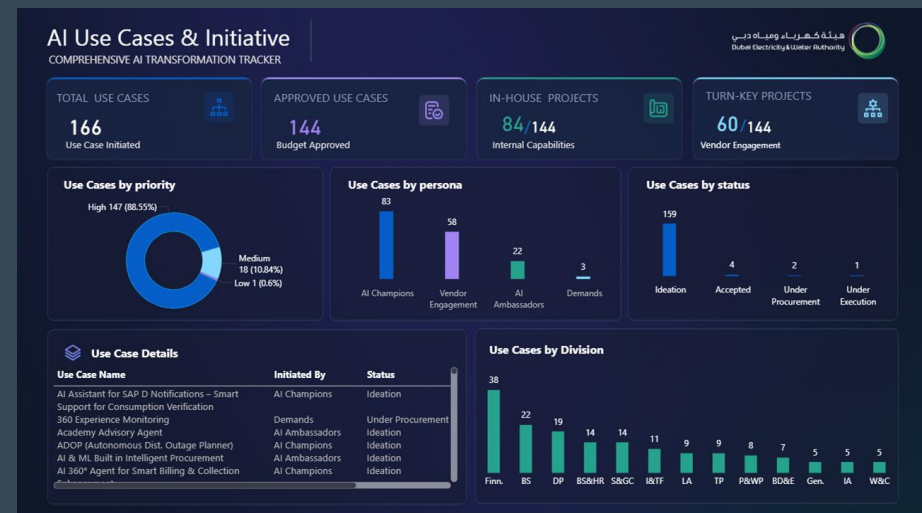 AI Use Cases & Initiative
COMPREHENSIVE AI TRANSFORMATION TRACKER
هيئة كهرباء ومياه دبي
Dubai Electricity & Water Authority
TOTAL USE CASES
166
Use Case Initiated
APPROVED USE CASES
144
Budget Approved
IN-HOUSE PROJECTS
84/144
Internal Capabilities
TURN-KEY PROJECTS
60/144
Vendor Engagement
Use Cases by priority
High 147 (88.55%)
Medium
18 (10.84%)
Low 1 (0.6%)
Use Cases by persona
83
58
22
3
AI Champions
Vendor
Engagement
AI
Ambassadors
Demands
Use Cases by status
159
4
2
1
Ideation
Accepted
Under
Procurement
Under
Execution
Use Case Details
Use Case Name Initiated By Status
AI Assistant for SAP D Notifications – Smart AI Champions Ideation
Support for Consumption Verification
360 Experience Monitoring Demands Under Procurement
Academy Advisory Agent AI Ambassadors Ideation
ADOP (Autonomous Dist. Outage Planner) AI Champions Ideation
AI & ML Built in Intelligent Procurement AI Ambassadors Ideation
AI 360° Agent for Smart Billing & Collection AI Champions Ideation
Use Cases by Division
38
22
19
14
14
11
9
9
8
7
5
5
5
Finn. BS DP BS&HR S&GC I&TF LA TP P&WP BD&E Gen. IA W&C